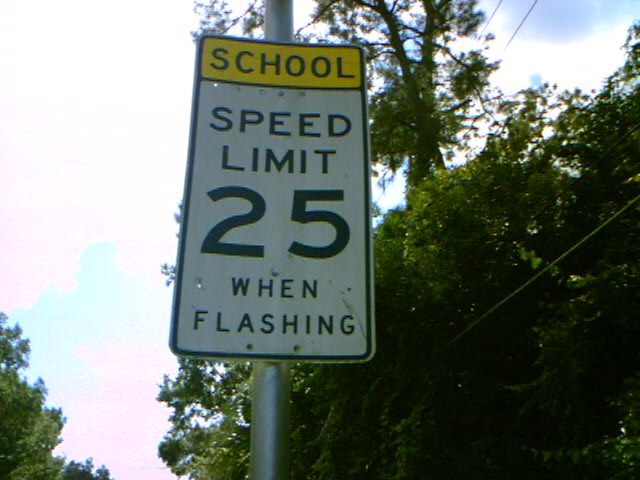 SCHOOL
SPEED
LIMIT
25
WHEN
FLASHING